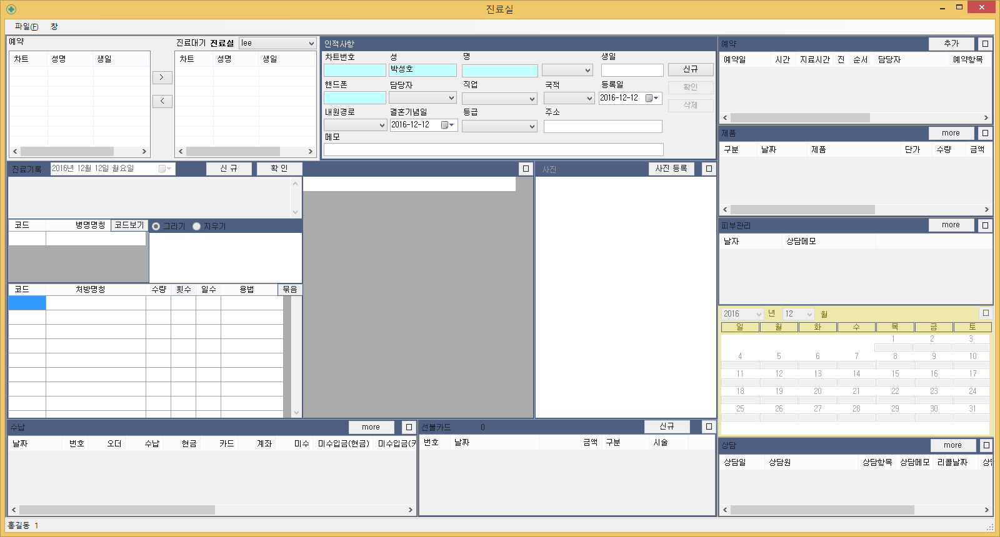 진료실
파일(F) 창
예약
차트 성명 생일
>
<
진료대기 진료실 lee
차트 성명 생일
인적사항
차트번호 성 명 생일
박성호 신규
핸드폰 담당자 직업 국적 등록일 확인
2016-12-12
삭제
내원경로 결혼기념일 등급 주소
2016-12-12
메모
예약 추가
예약일 시간 지료시간 진 순서 담당자 예약항목
제품 more
구분 날짜 제품 단가 수량 금액
진료기록 2016년 12월 12일 월요일 신 규 확 인
사진 사진 등록
코드 병명명칭 코드보기 그리기 지우기
코드 처방명칭 수량 횟수 일수 용법 묶음
피부관리 more
날자 상담메모
2016 년 12 월
일 월 화 수 목 금 토
1 2 3
4 5 6 7 8 9 10
11 12 13 14 15 16 17
18 19 20 21 22 23 24
25 26 27 28 29 30 31
수납 more
날짜 번호 오더 수납 현금 카드 계좌 미수 미수입금(현금) 미수입금(카
선불카드 0 신규
번호 날짜 금액 구분 시술
상담 more
상담일 상담원 상담항목 상담메모 리콜날짜
홍길동 1